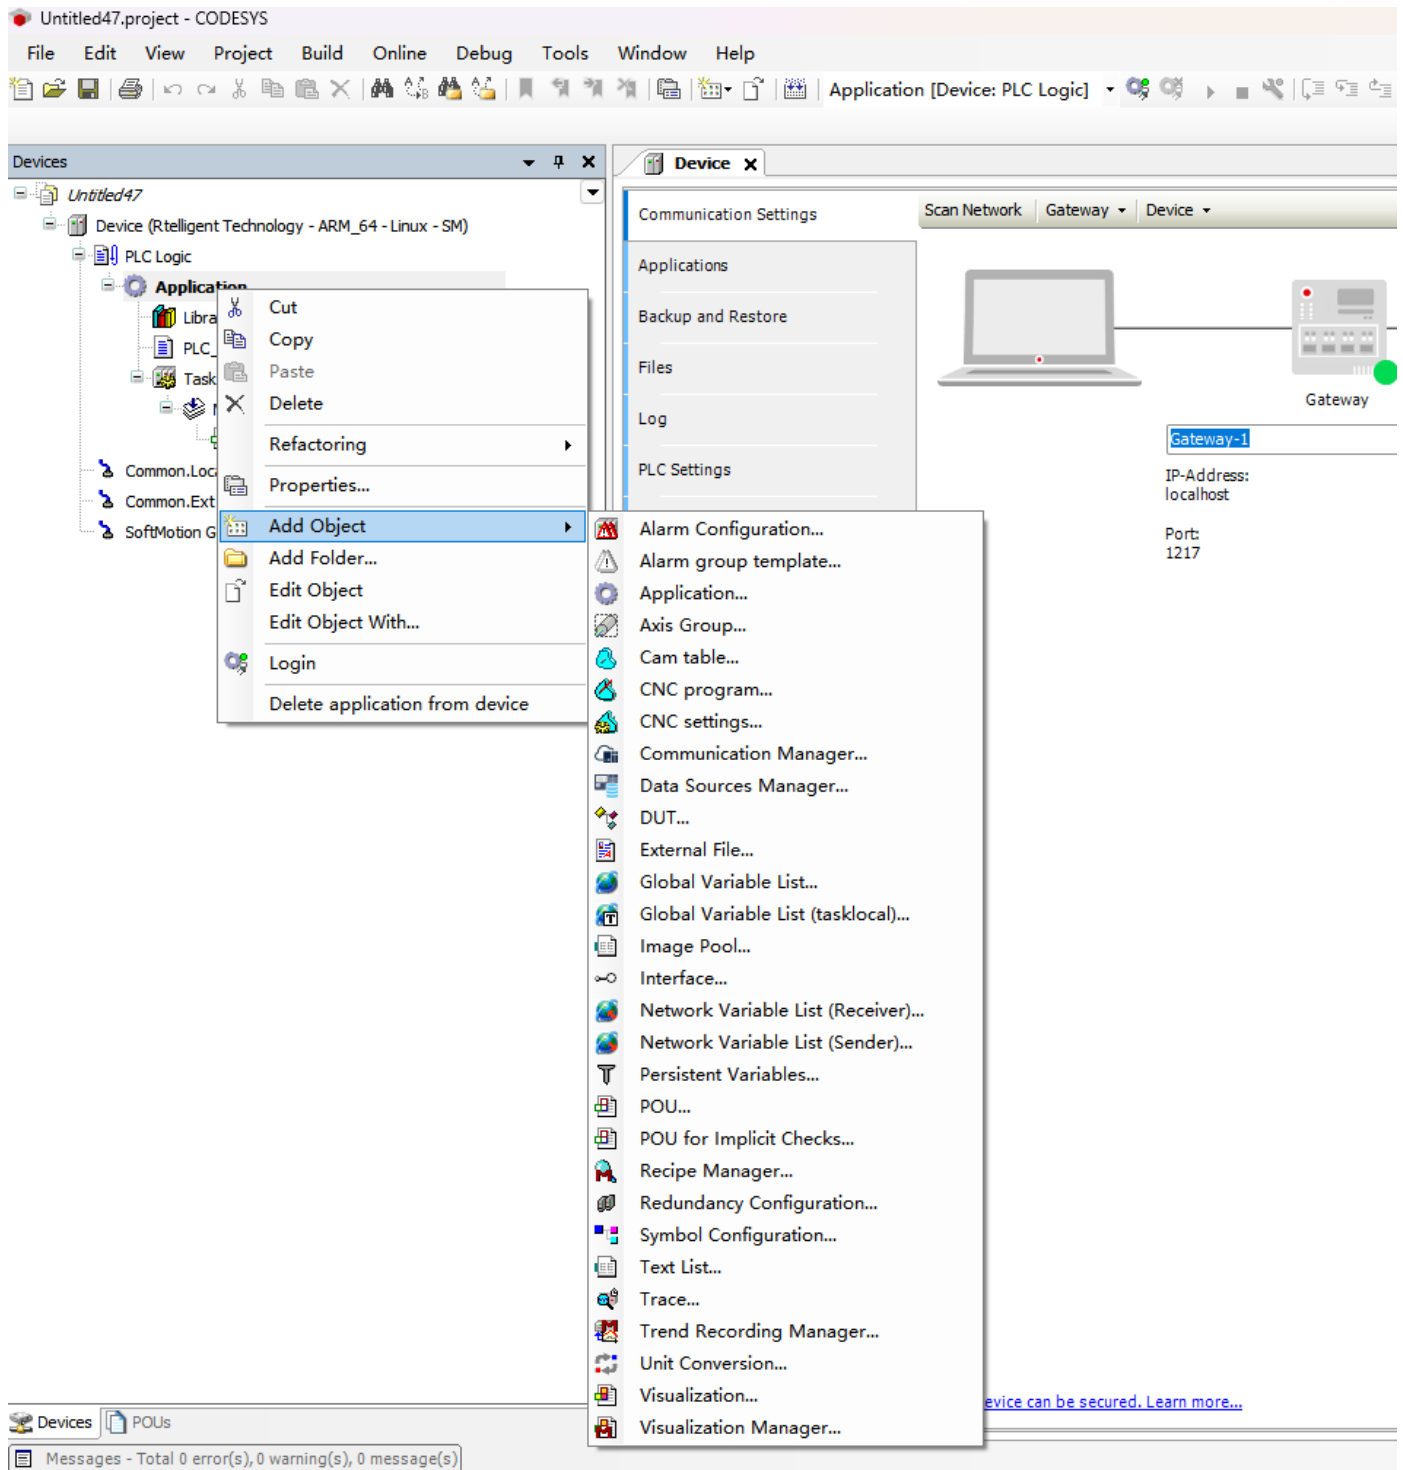 Untitled47.project - CODESYS
File Edit View Project Build Online Debug Tools Window Help
Application [Device: PLC Logic]
Devices
Untitled47
Device (Rtelligent Technology - ARM_64 - Linux - SM)
PLC Logic
Application
Libra
PLC_
Task
Common.Loca
Common.Ext
SoftMotion G
Cut
Copy
Paste
Delete
Refactoring
Properties...
Add Object
Add Folder...
Edit Object
Edit Object With...
Login
Delete application from device
Alarm Configuration...
Alarm group template...
Application...
Axis Group...
Cam table...
CNC program...
CNC settings...
Communication Manager...
Data Sources Manager...
DUT...
External File...
Global Variable List...
Global Variable List (tasklocal)...
Image Pool...
Interface...
Network Variable List (Receiver)...
Network Variable List (Sender)...
Persistent Variables...
POU...
POU for Implicit Checks...
Recipe Manager...
Redundancy Configuration...
Symbol Configuration...
Text List...
Trace...
Trend Recording Manager...
Unit Conversion...
Visualization...
Visualization Manager...
Device
Communication Settings
Applications
Backup and Restore
Files
Log
PLC Settings
Scan Network Gateway Device
Gateway
Gateway-1
IP-Address:
localhost
Port:
1217
evice can be secured. Learn more...
Devices POUs
Messages - Total 0 error(s), 0 warning(s), 0 message(s)